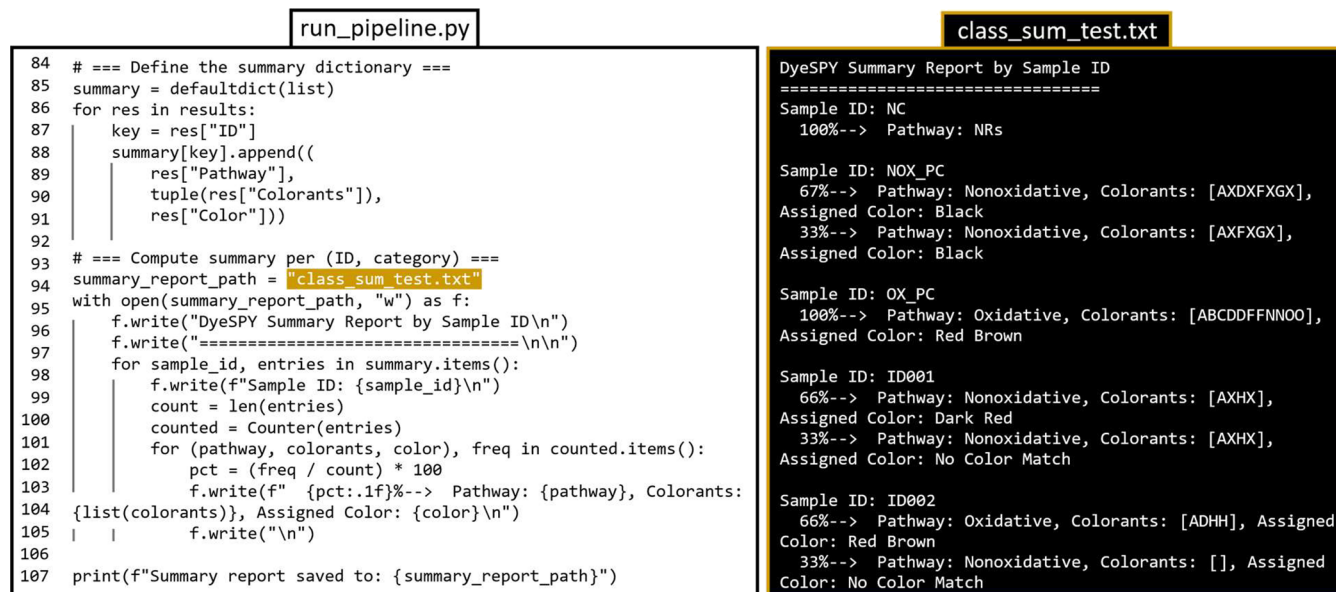 run_pipeline.py
84 # === Define the summary dictionary ===
85 summary = defaultdict(list)
86 for res in results:
87 key = res["ID"]
88 summary[key].append((
89 res["Pathway"],
90 tuple(res["Colorants"]),
91 res["Color"]))
92
93 # === Compute summary per (ID, category) ===
94 summary_report_path = "class_sum_test.txt"
95 with open(summary_report_path, "w") as f:
96 f.write("DyeSPY Summary Report by Sample ID\n")
97 f.write("=================================\n\n")
98 for sample_id, entries in summary.items():
99 f.write(f"Sample ID: {sample_id}\n")
100 count = len(entries)
101 counted = Counter(entries)
102 for (pathway, colorants, color), freq in counted.items():
103 pct = (freq / count) * 100
104 f.write(f"  {pct:.1f}%-->  Pathway: {pathway}, Colorants:
{list(colorants)}, Assigned Color: {color}\n")
105 f.write("\n")
106
107 print(f"Summary report saved to: {summary_report_path}")
class_sum_test.txt
DyeSPY Summary Report by Sample ID
=================================
Sample ID: NC
100%-->  Pathway: NRs
Sample ID: NOX_PC
67%-->  Pathway: Nonoxidative, Colorants: [AXDXFXGX],
Assigned Color: Black
33%-->  Pathway: Nonoxidative, Colorants: [AXFXGX],
Assigned Color: Black
Sample ID: OX_PC
100%-->  Pathway: Oxidative, Colorants: [ABCDDFFNNOO],
Assigned Color: Red Brown
Sample ID: ID001
66%-->  Pathway: Nonoxidative, Colorants: [AXHX],
Assigned Color: Dark Red
33%-->  Pathway: Nonoxidative, Colorants: [AXHX],
Assigned Color: No Color Match
Sample ID: ID002
66%-->  Pathway: Oxidative, Colorants: [ADHH], Assigned
Color: Red Brown
33%-->  Pathway: Nonoxidative, Colorants: [], Assigned
Color: No Color Match